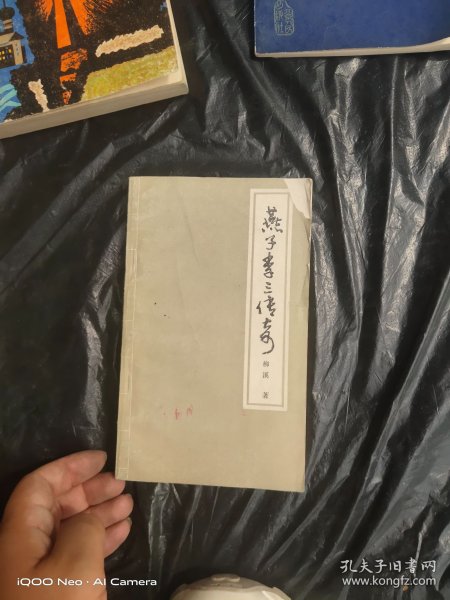 燕子李三传奇
柳溪 著
iQOO Neo · AI Camera
孔夫子旧书网
www.kongfz.com